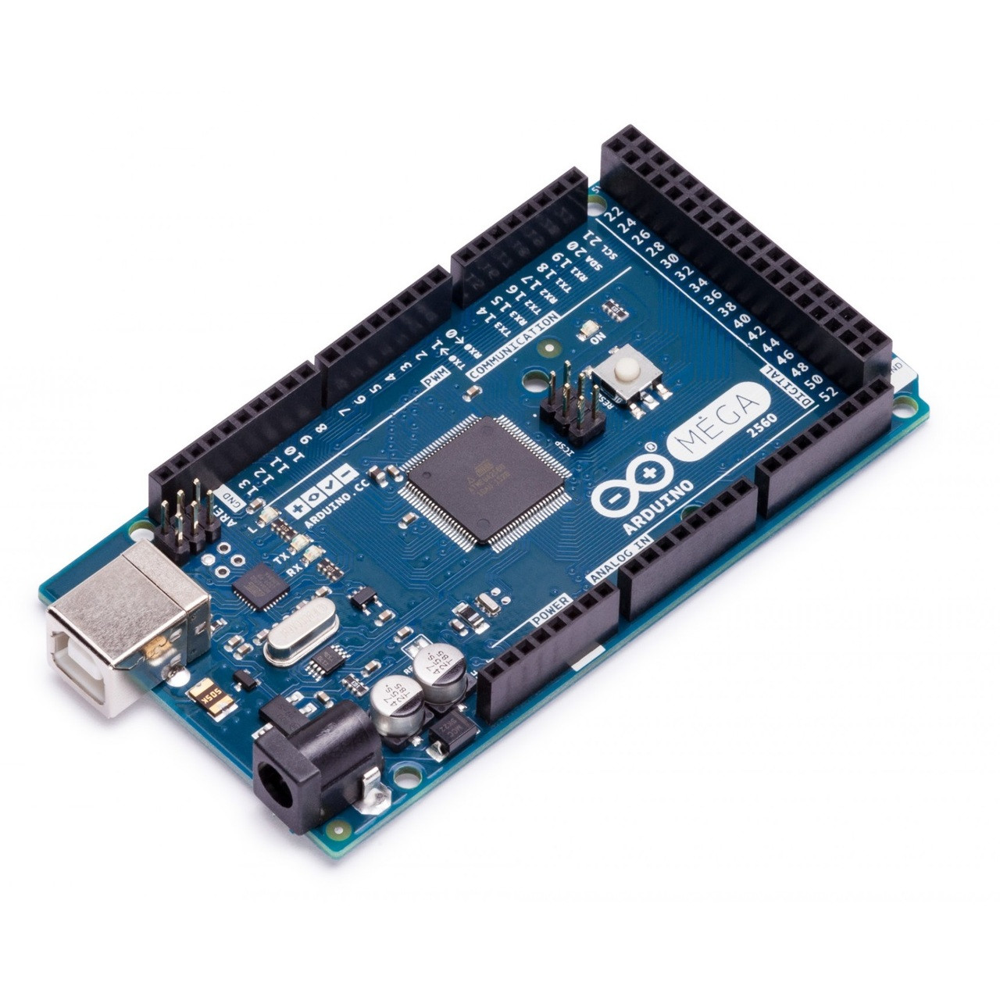 22
24
26
28
30
32
34
36
38
40
42
44
46
48
50
52
DIGITAL
GND
SCL 21
SDA 20
RX1 19
TX1 18
RX2 17
TX2 16
RX3 15
TX3 14
COMMUNICATION
RX0 ← 0
TX0 → 1
2
3
4
5
6
7
PWM
8
9
10
11
12
13
GND
ARDUINO.CC
ON
ICSP
MEGA
2560
®
ARDUINO
TX
RX
ANALOG IN
POWER